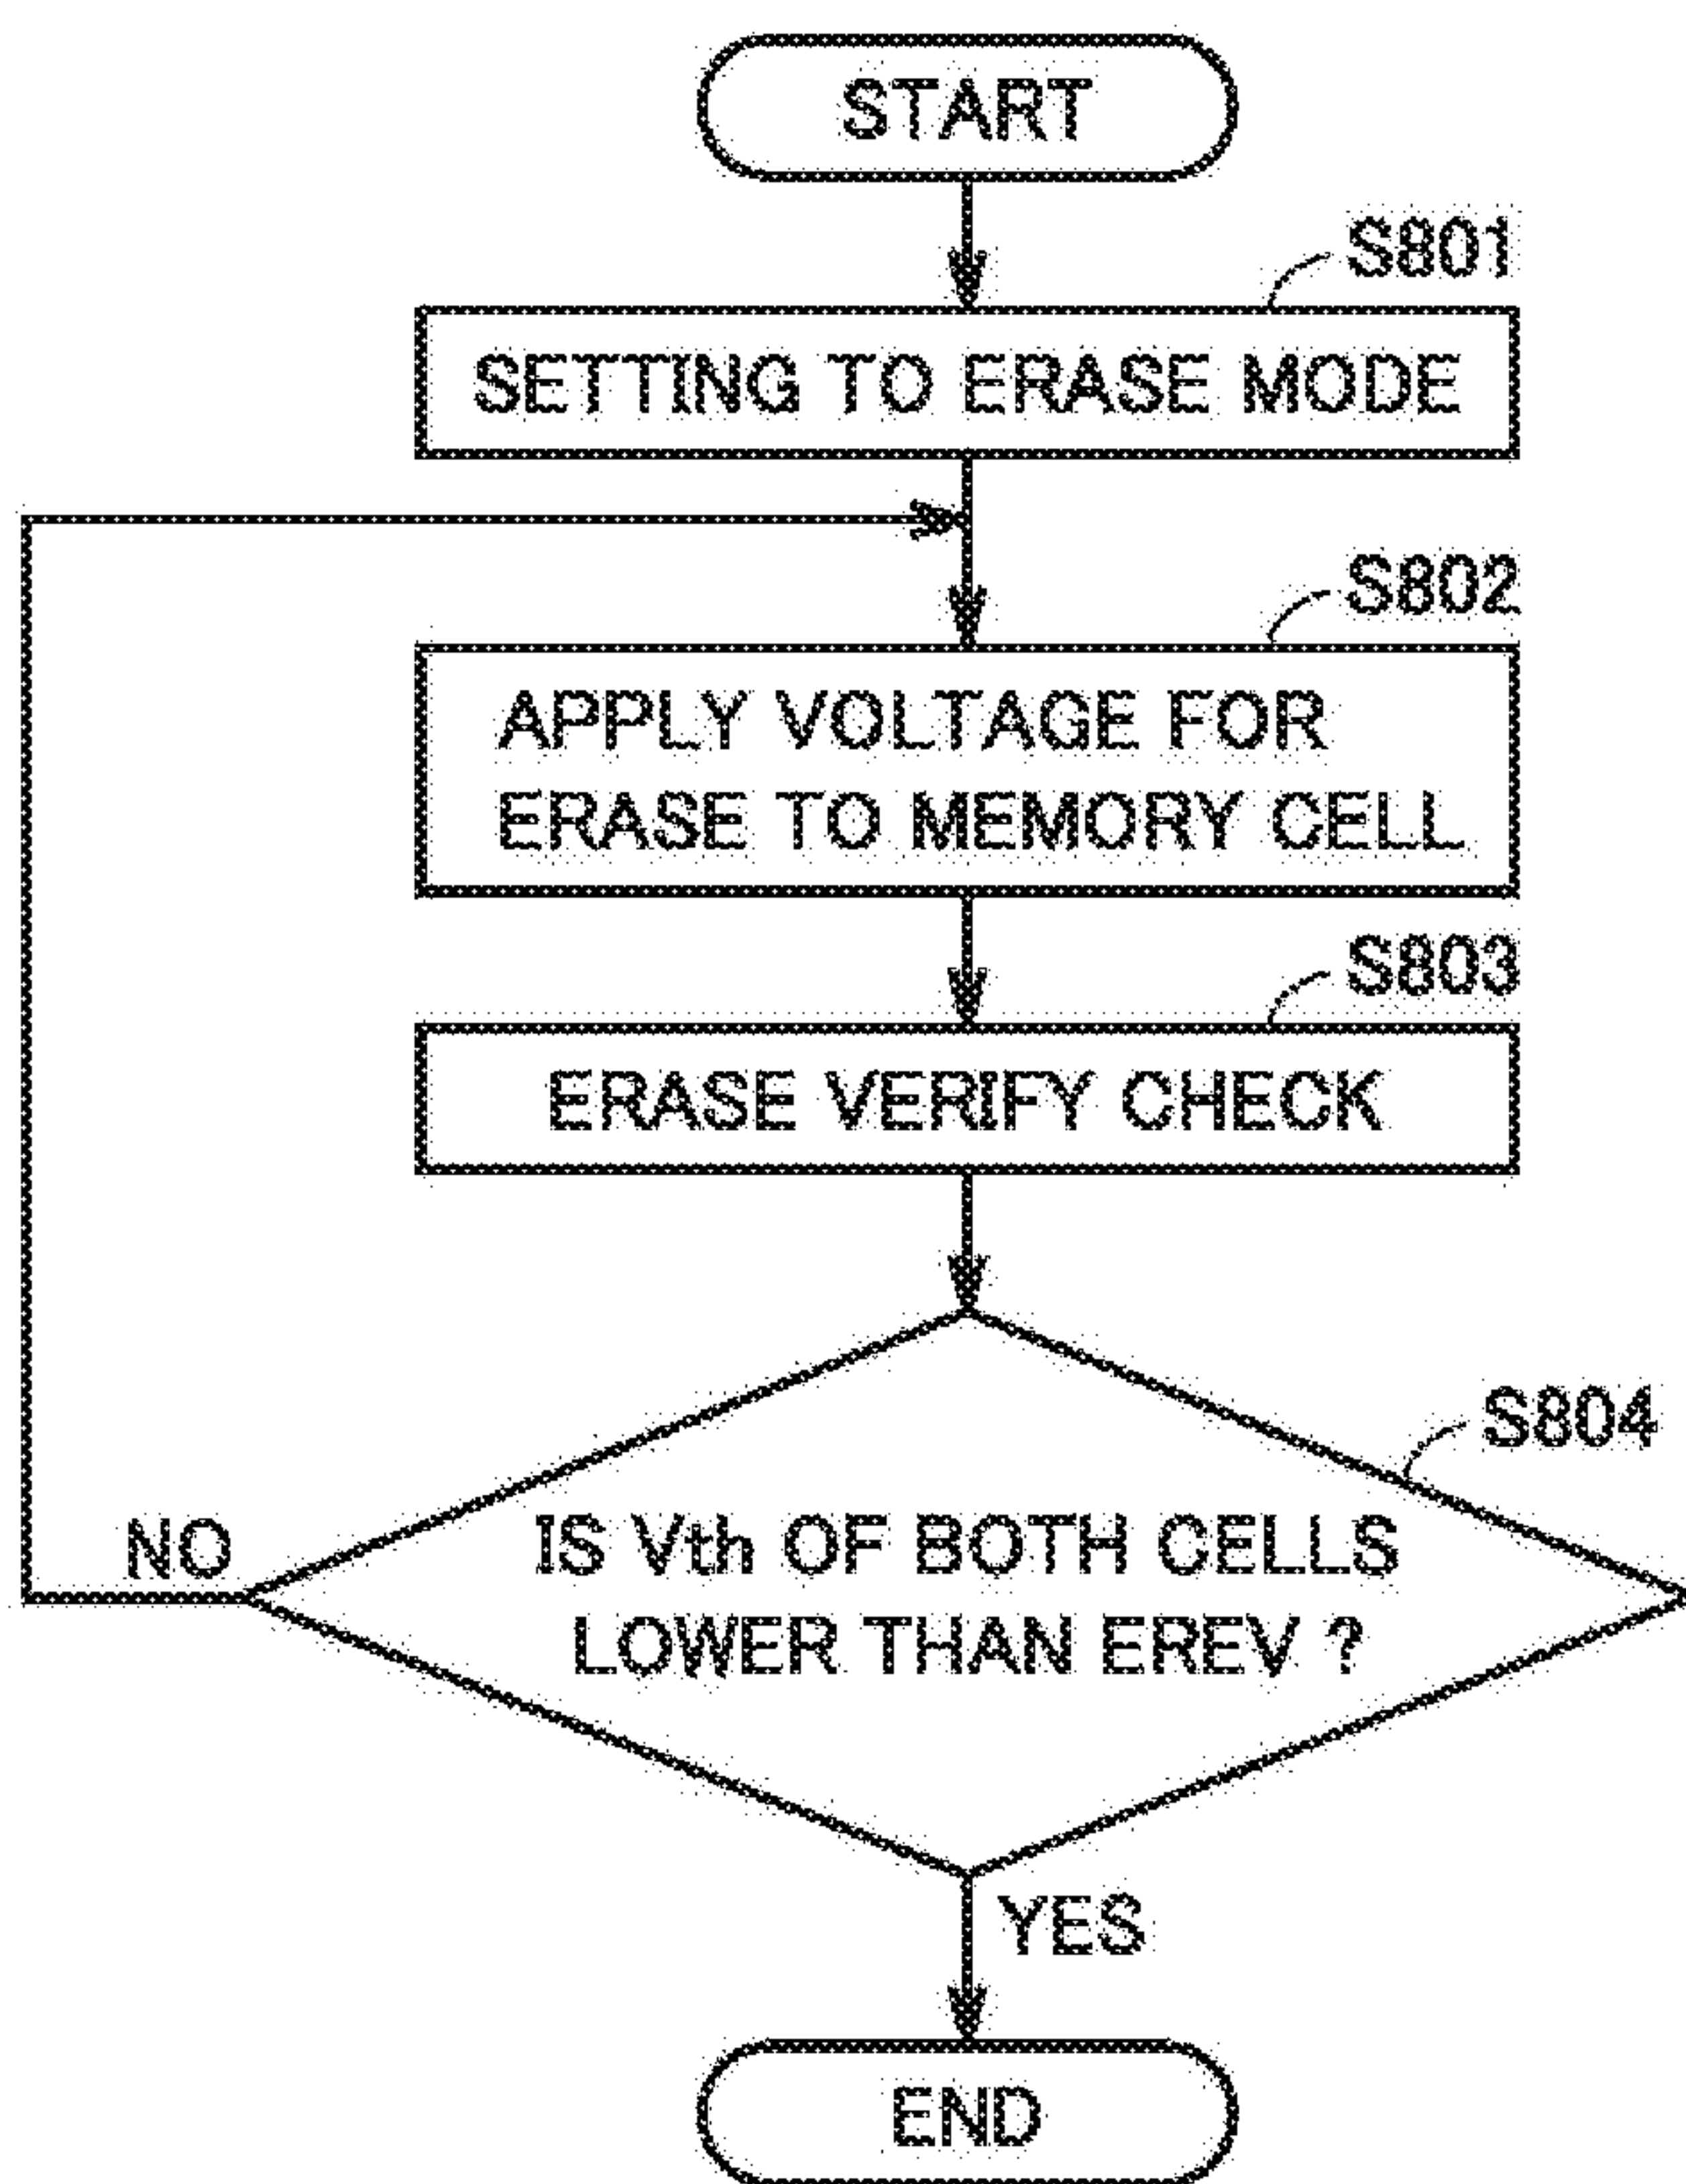 START
S801
SETTING TO ERASE MODE
S802
APPLY VOLTAGE FOR
ERASE TO MEMORY CELL
S803
ERASE VERIFY CHECK
S804
NO
IS Vth OF BOTH CELLS
LOWER THAN EREV ?
YES
END